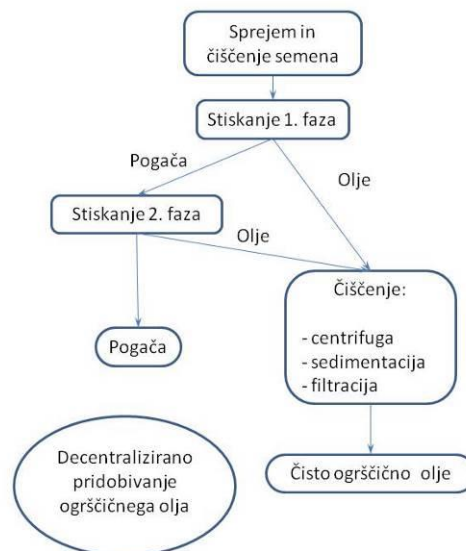 Sprejem in
čiščenje semena
Stiskanje 1. faza
Pogača
Olje
Stiskanje 2. faza
Olje
Čiščenje:
- centrifuga
- sedimentacija
- filtracija
Pogača
Čisto ogrščično olje
Decentralizirano
pridobivanje
ogrščičnega olja